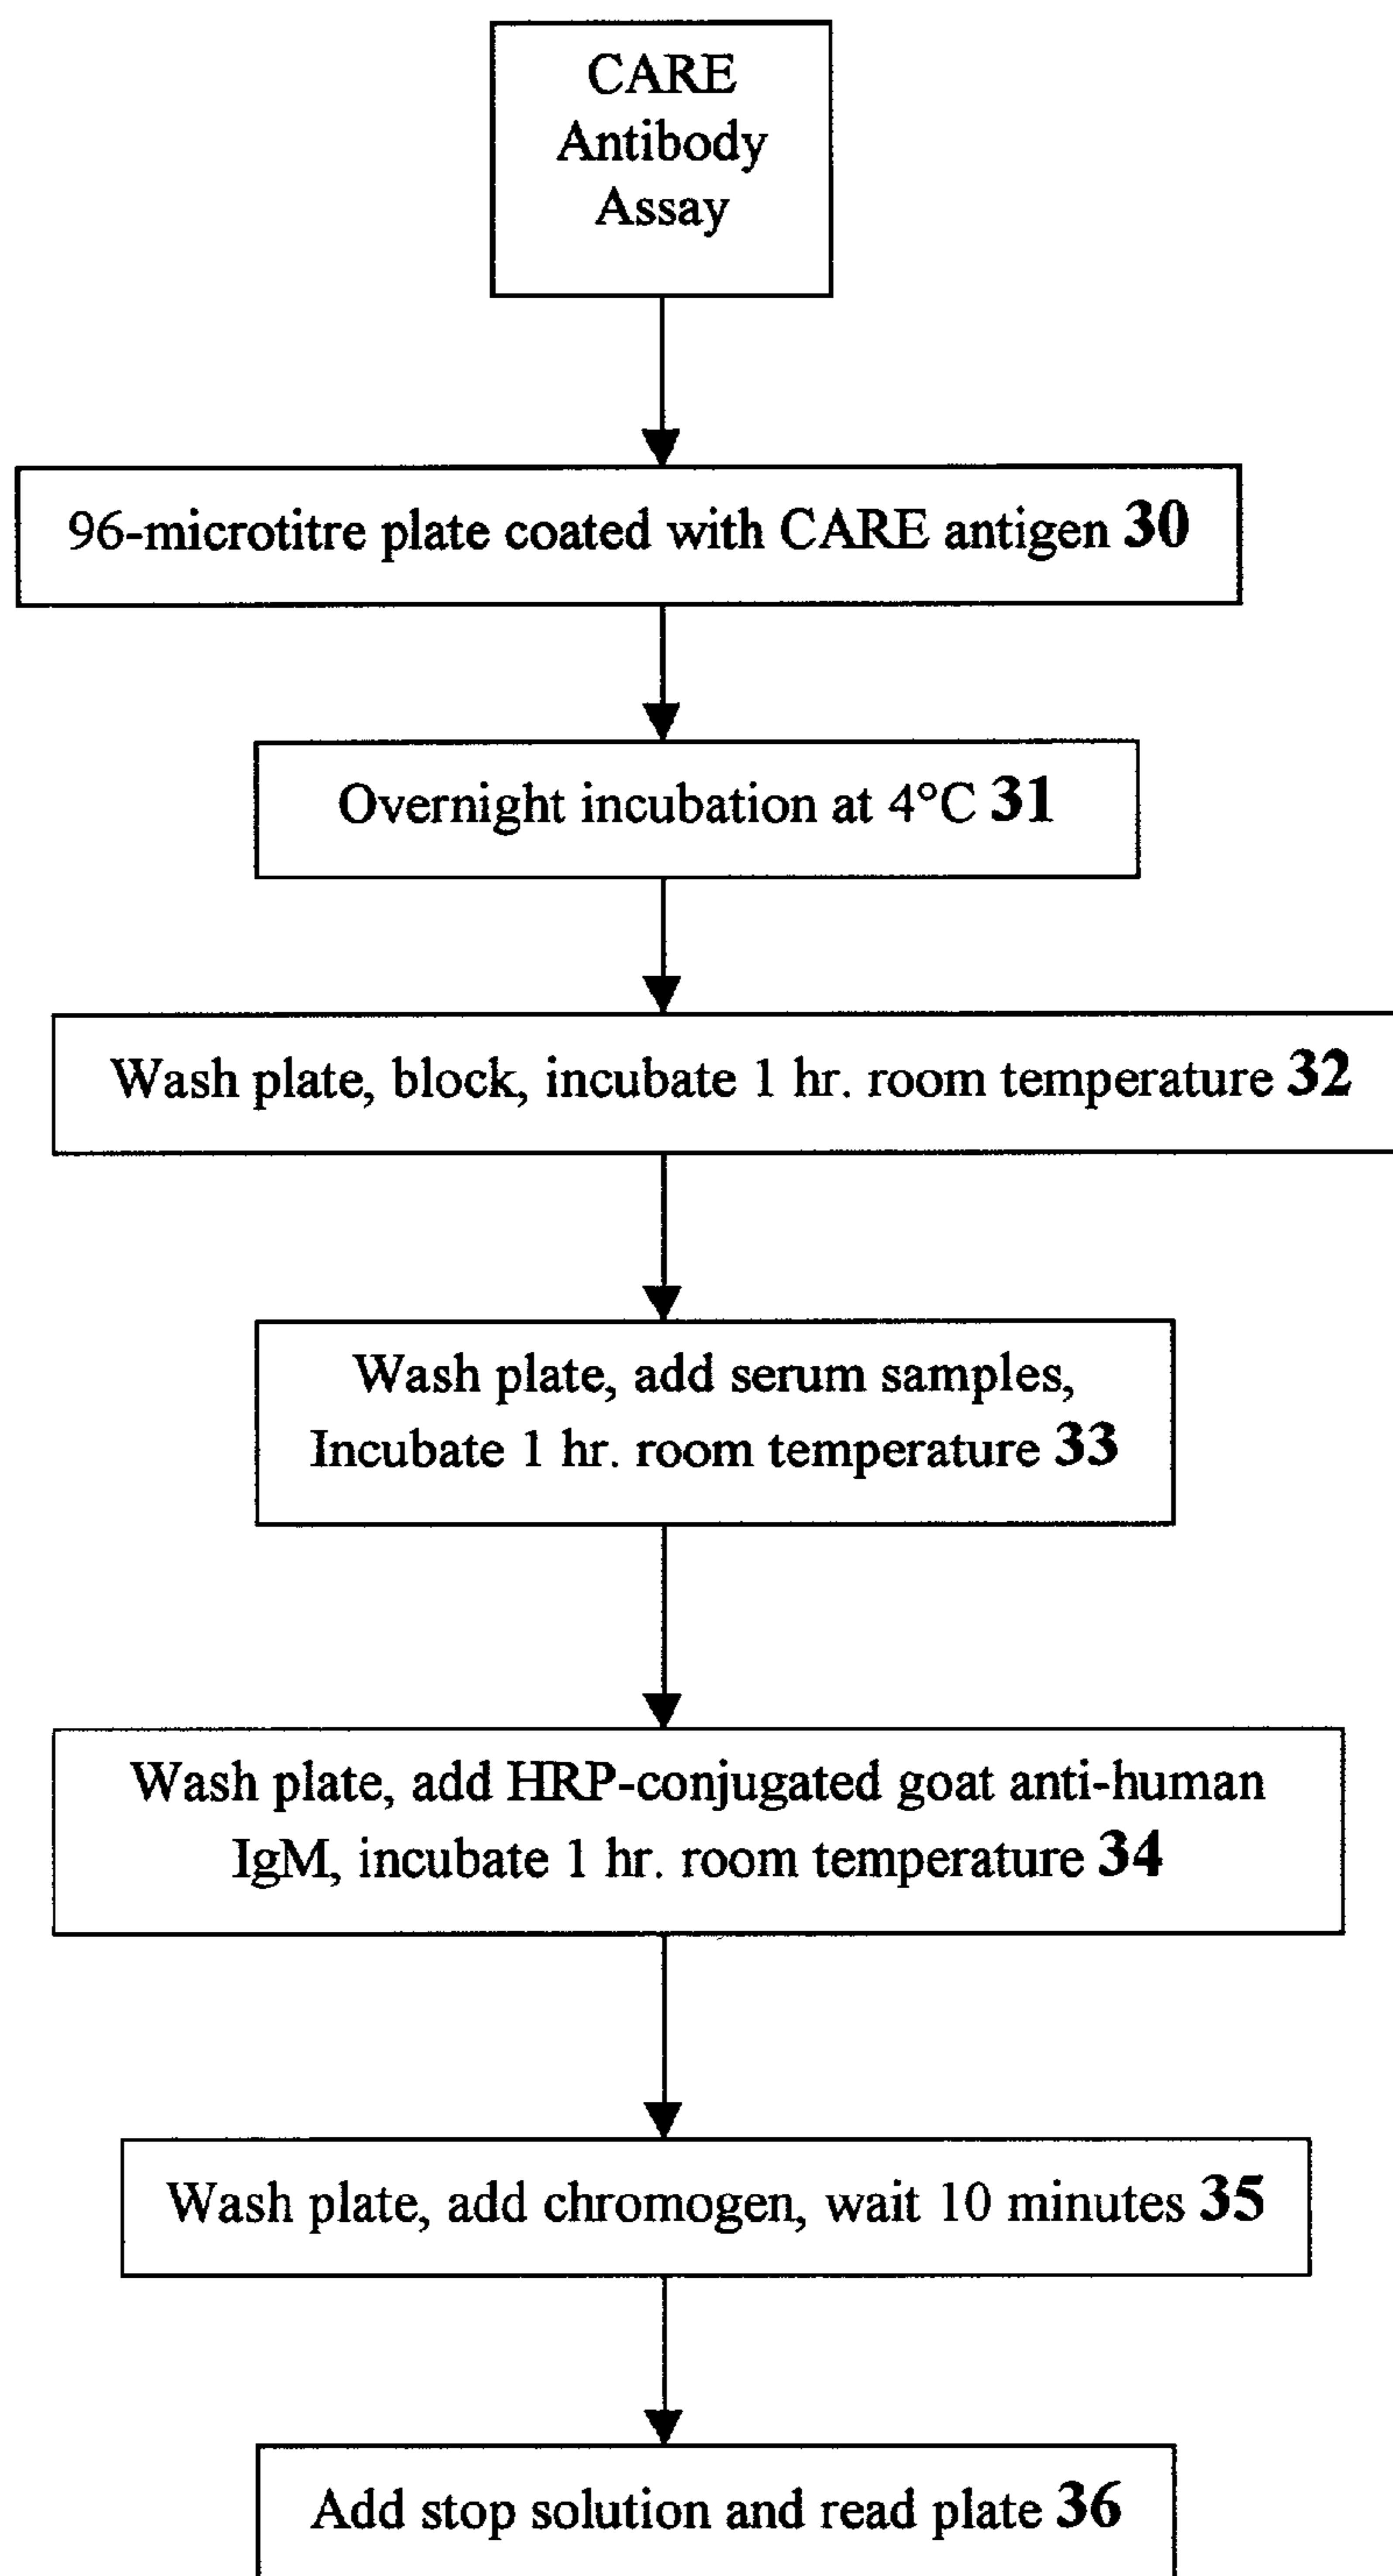 CARE
Antibody
Assay
96-microtitre plate coated with CARE antigen 30
Overnight incubation at 4°C 31
Wash plate, block, incubate 1 hr. room temperature 32
Wash plate, add serum samples,
Incubate 1 hr. room temperature 33
Wash plate, add HRP-conjugated goat anti-human
IgM, incubate 1 hr. room temperature 34
Wash plate, add chromogen, wait 10 minutes 35
Add stop solution and read plate 36